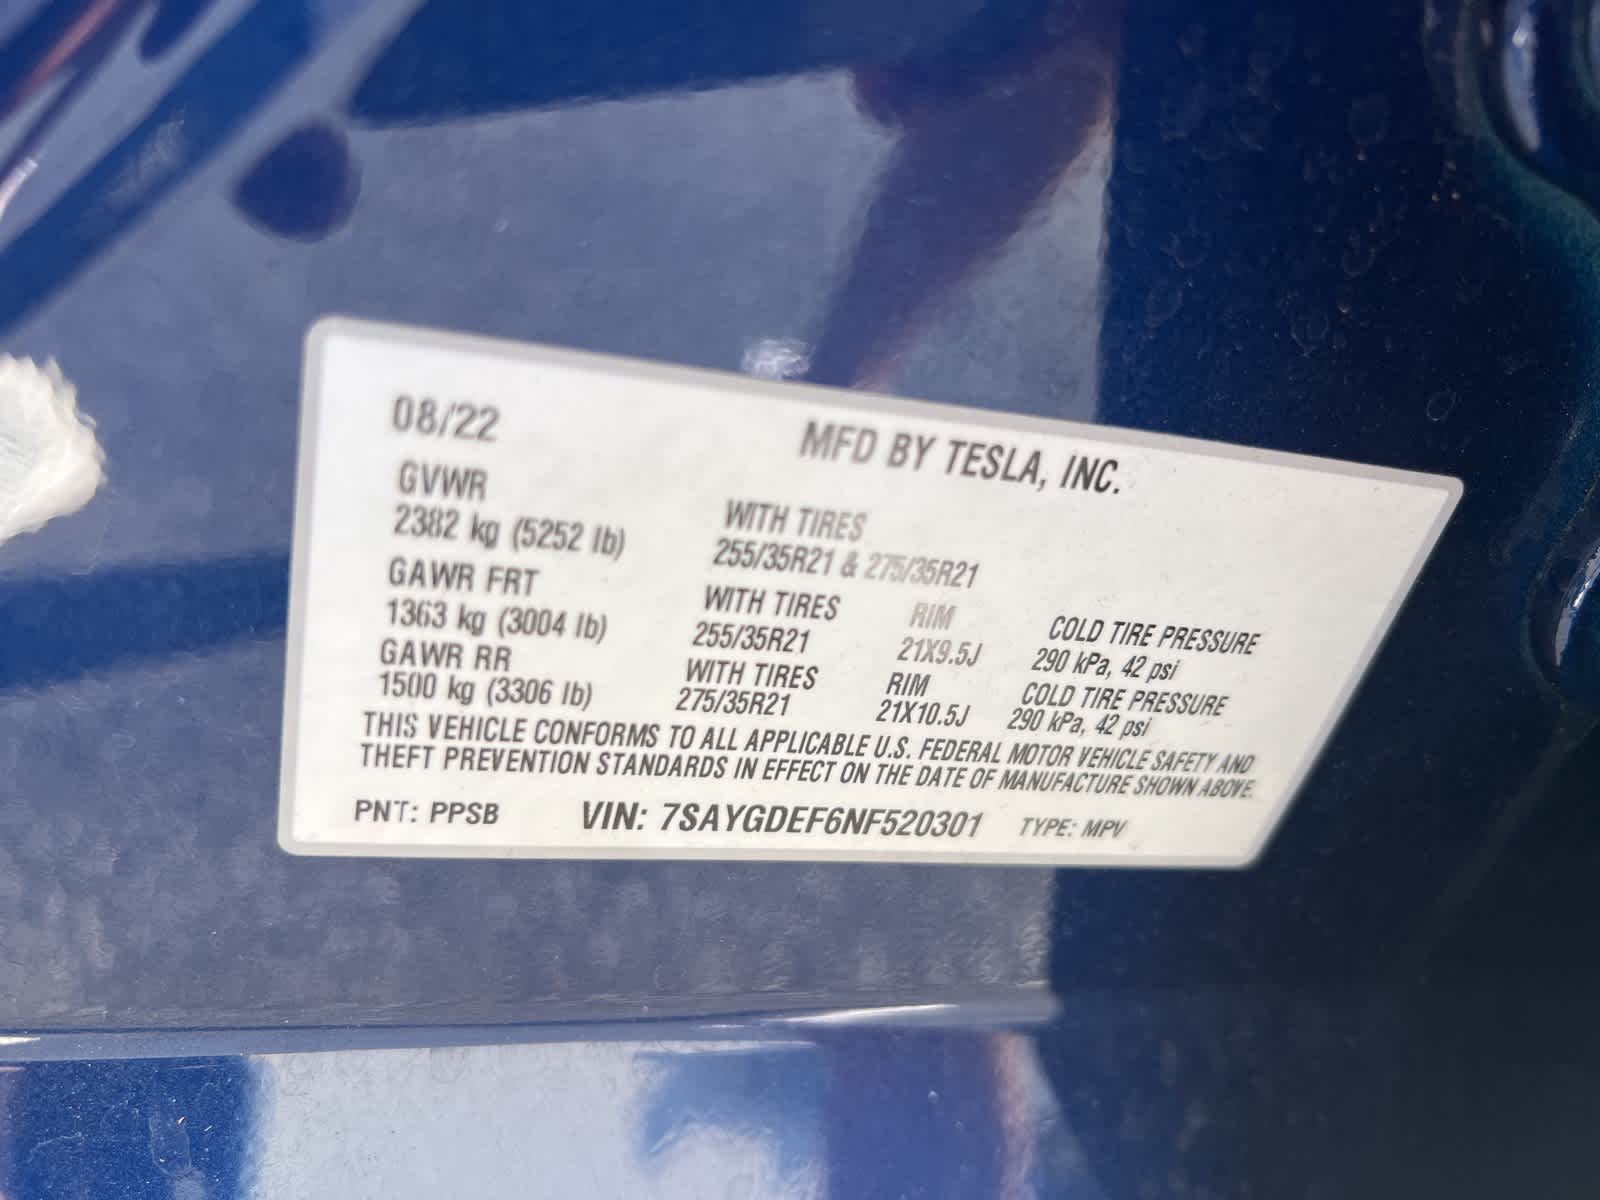 08/22 MFD BY TESLA, INC.
GVWR WITH TIRES
2382 kg (5252 lb) 255/35R21 & 275/35R21
GAWR FRT WITH TIRES RIM COLD TIRE PRESSURE
1363 kg (3004 lb) 255/35R21 21X9.5J 290 kPa, 42 psi
GAWR RR WITH TIRES RIM COLD TIRE PRESSURE
1500 kg (3306 lb) 275/35R21 21X10.5J 290 kPa, 42 psi
THIS VEHICLE CONFORMS TO ALL APPLICABLE U.S. FEDERAL MOTOR VEHICLE SAFETY AND
THEFT PREVENTION STANDARDS IN EFFECT ON THE DATE OF MANUFACTURE SHOWN ABOVE.
PNT: PPSB VIN: 7SAYGDEF6NF520301 TYPE: MPV